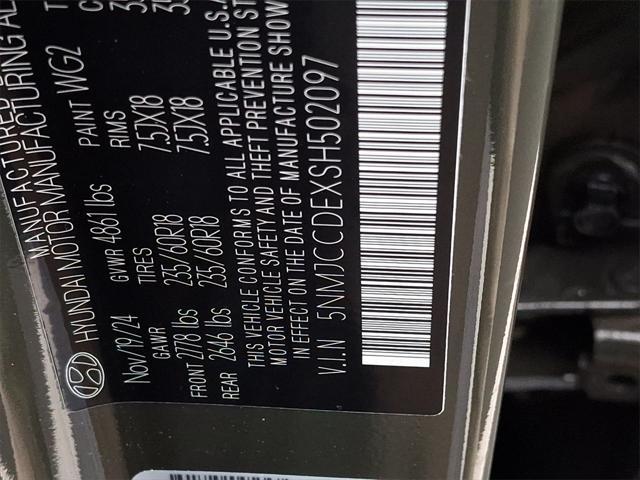 MANUFACTURED
HYUNDAI MOTOR MANUFACTURING AL
Nov/19/24 GVWR 4861 lbs PAINT WG2
GAWR TIRES RIMS
FRONT 2778 lbs 235/60R18 7.5JX18
REAR 2646 lbs 235/60R18 7.5JX18
THIS VEHICLE CONFORMS TO ALL APPLICABLE U.S.A
MOTOR VEHICLE SAFETY AND THEFT PREVENTION ST
IN EFFECT ON THE DATE OF MANUFACTURE SHOW
V.I.N 5NMJCCDEXSH502097